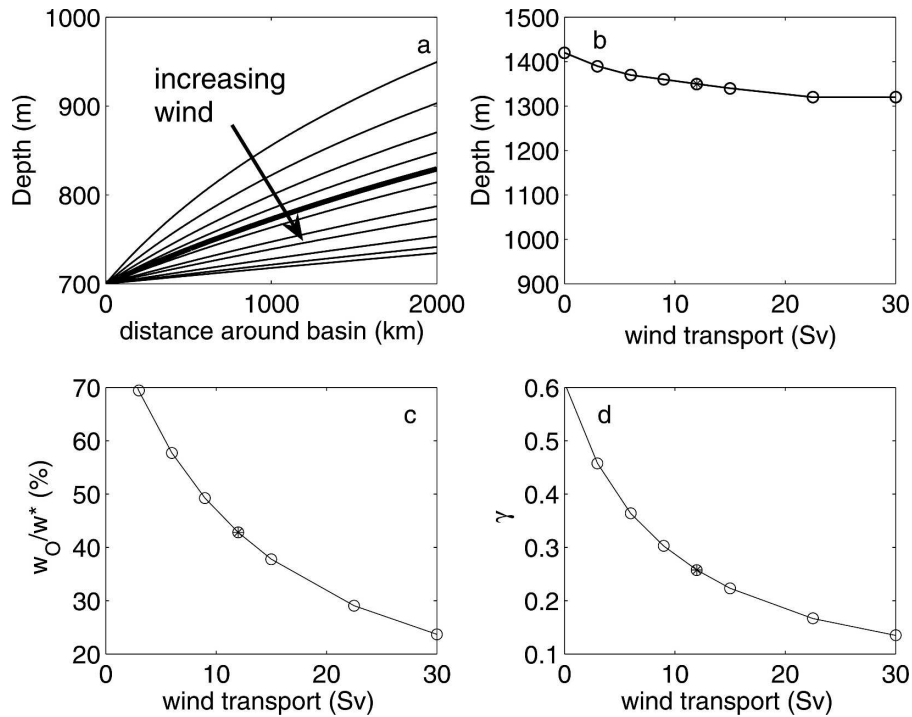 1000
900
800
700
Depth (m)
a
increasing
wind
0
1000
2000
distance around basin (km)
1500
1400
1300
1200
1100
1000
900
Depth (m)
b
0
10
20
30
wind transport (Sv)
70
60
50
40
30
20
w_O/w* (%)
c
0
10
20
30
wind transport (Sv)
0.6
0.5
0.4
0.3
0.2
0.1
γ
d
0
10
20
30
wind transport (Sv)